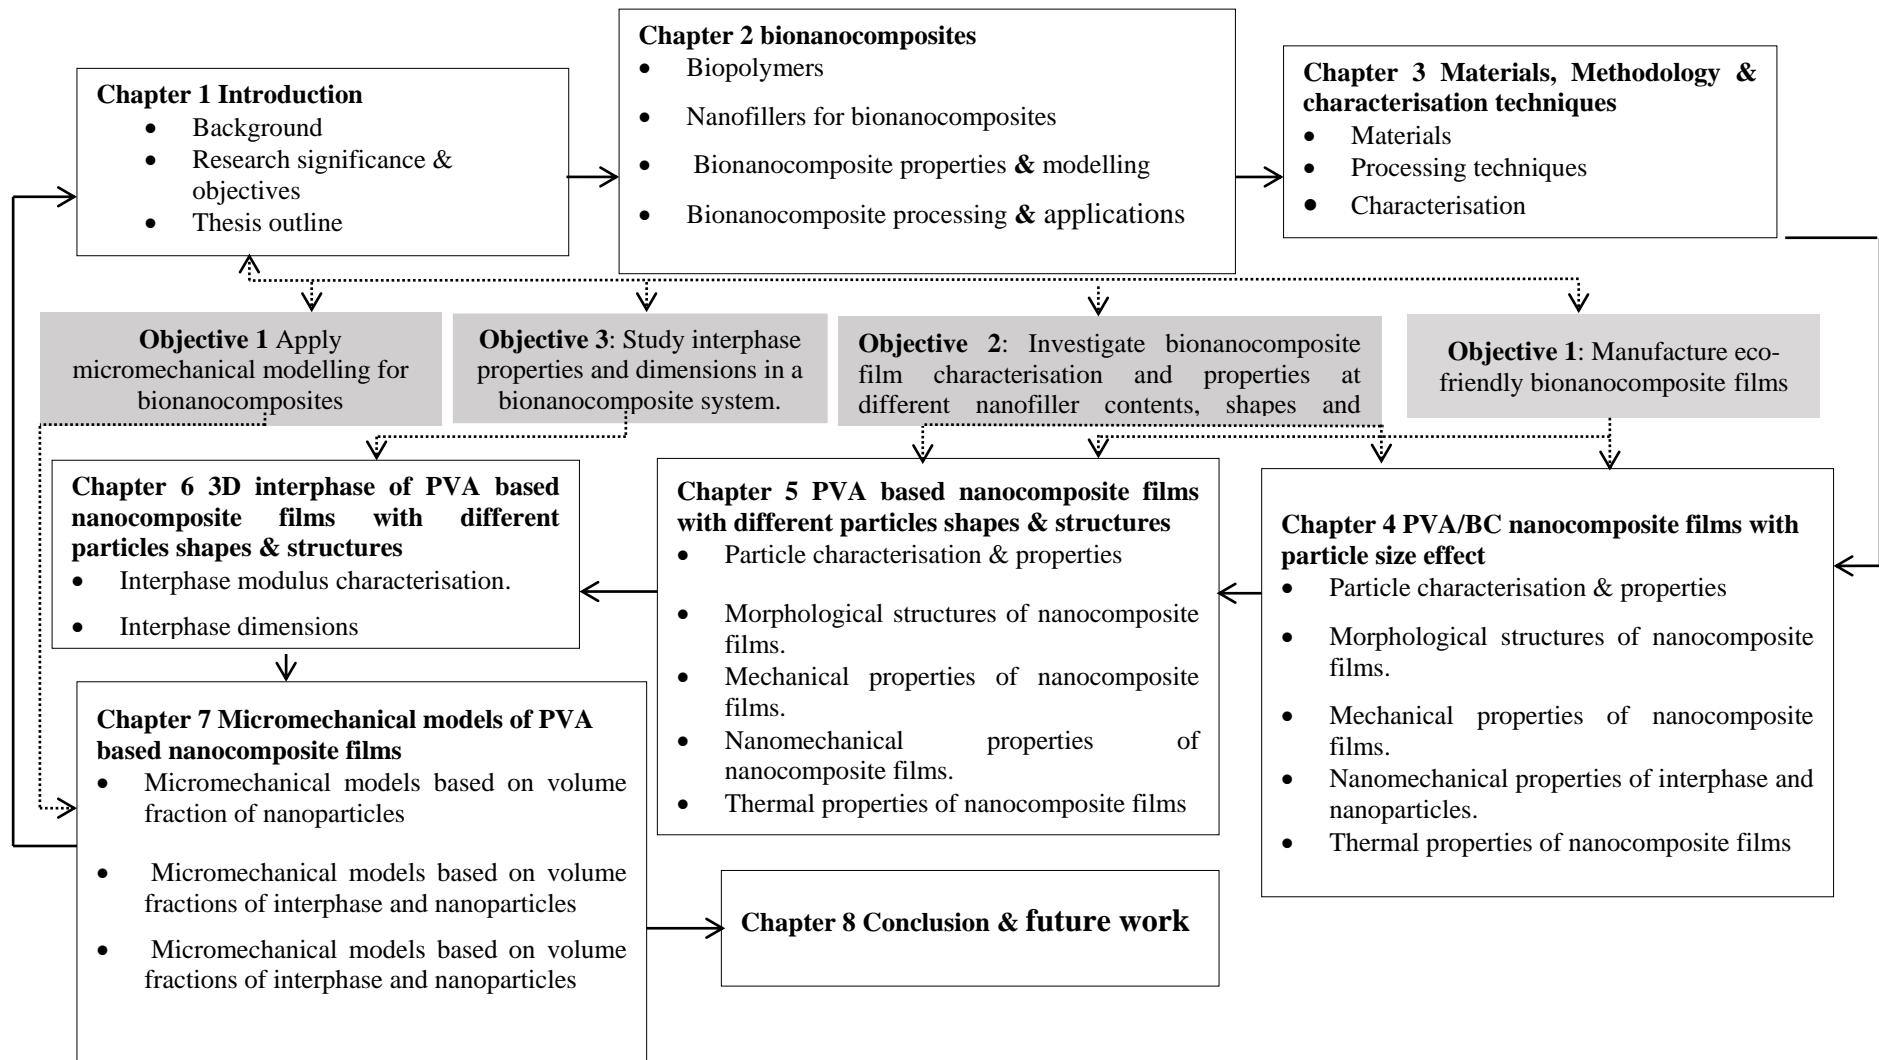 Chapter 1 Introduction
• Background
• Research significance &
objectives
• Thesis outline
Chapter 2 bionanocomposites
• Biopolymers
• Nanofillers for bionanocomposites
• Bionanocomposite properties & modelling
• Bionanocomposite processing & applications
Chapter 3 Materials, Methodology &
characterisation techniques
• Materials
• Processing techniques
• Characterisation
Objective 1 Apply
micromechanical modelling for
bionanocomposites
Objective 3: Study interphase
properties and dimensions in a
bionanocomposite system.
Objective 2: Investigate bionanocomposite
film characterisation and properties at
different nanofiller contents, shapes and
Objective 1: Manufacture eco-
friendly bionanocomposite films
Chapter 6 3D interphase of PVA based
nanocomposite films with different
particles shapes & structures
• Interphase modulus characterisation.
• Interphase dimensions
Chapter 5 PVA based nanocomposite films
with different particles shapes & structures
• Particle characterisation & properties
• Morphological structures of nanocomposite
films.
• Mechanical properties of nanocomposite
films.
• Nanomechanical properties of
nanocomposite films.
• Thermal properties of nanocomposite films
Chapter 4 PVA/BC nanocomposite films with
particle size effect
• Particle characterisation & properties
• Morphological structures of nanocomposite
films.
• Mechanical properties of nanocomposite
films.
• Nanomechanical properties of interphase and
nanoparticles.
• Thermal properties of nanocomposite films
Chapter 7 Micromechanical models of PVA
based nanocomposite films
• Micromechanical models based on volume
fraction of nanoparticles
• Micromechanical models based on volume
fractions of interphase and nanoparticles
• Micromechanical models based on volume
fractions of interphase and nanoparticles
Chapter 8 Conclusion & future work